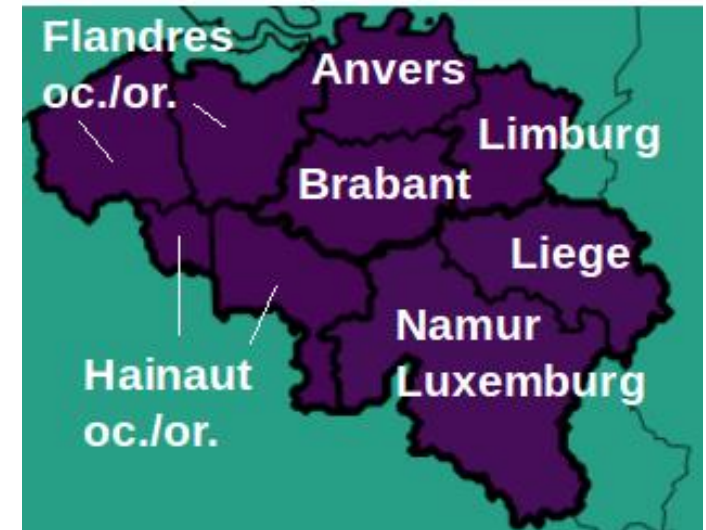 Flandres
oc./or.
Anvers
Limburg
Brabant
Liege
Namur
Luxemburg
Hainaut
oc./or.